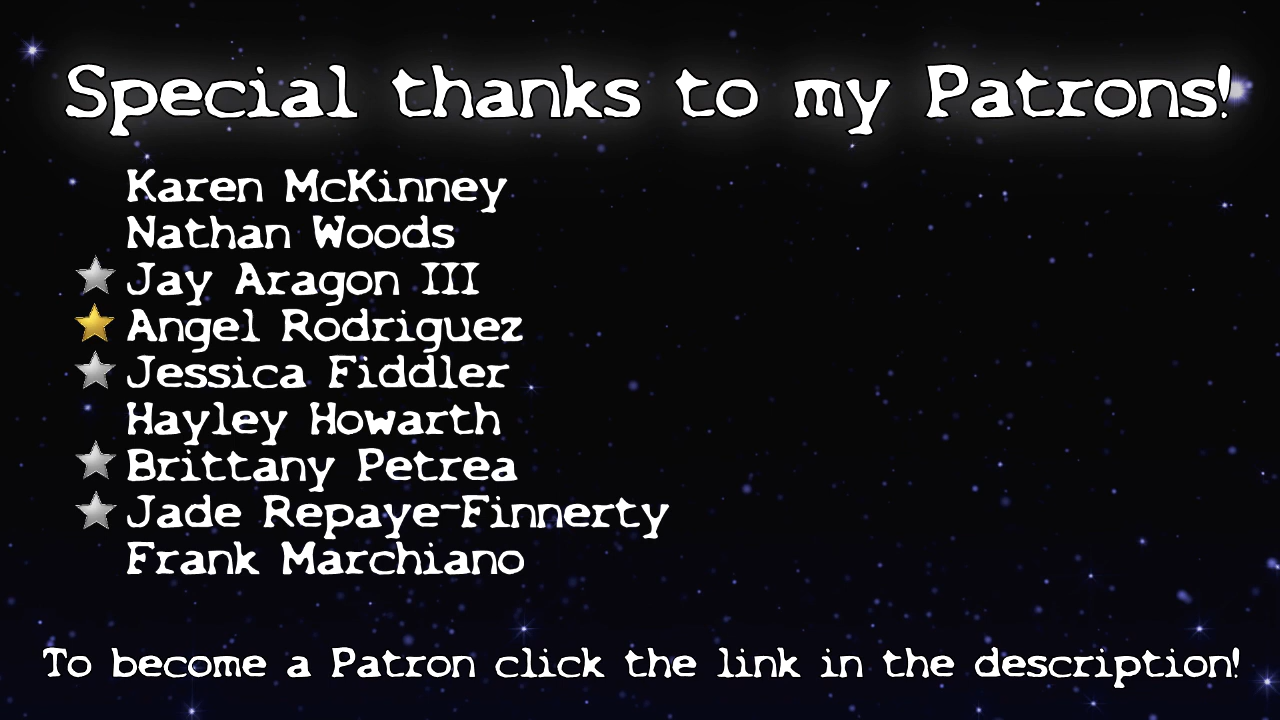 Special thanks to my Patrons!
Karen McKinney
Nathan Woods
Jay Aragon III
Angel Rodriguez
Jessica Fiddler
Hayley Howarth
Brittany Petrea
Jade Repaye-Finnerty
Frank Marchiano
To become a Patron click the link in the description!